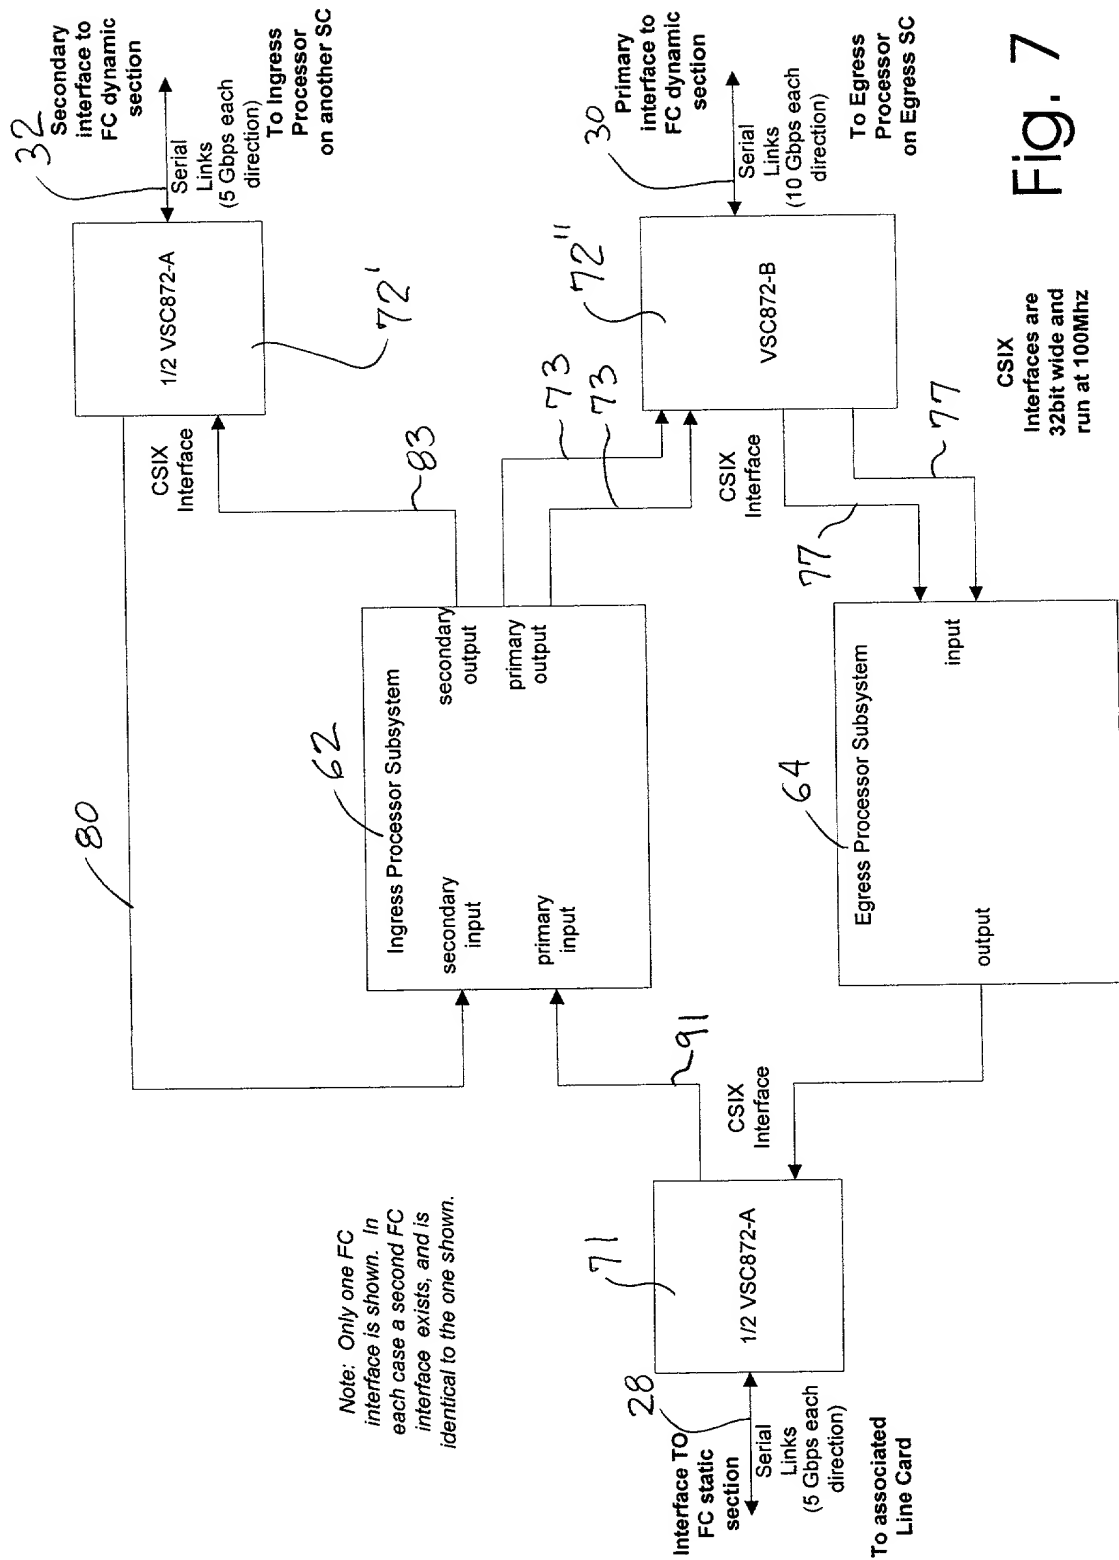 32
Secondary
interface to
FC dynamic
section
Serial
Links
(5 Gbps each
direction)
To Ingress
Processor
on another SC
1/2 VSC872-A
72'
80
CSIX
Interface
83
Note: Only one FC
interface is shown. In
each case a second FC
interface exists, and is
identical to the one shown.
62
Ingress Processor Subsystem
secondary
input
primary
input
secondary
output
primary
output
73
73
72''
VSC872-B
30
Primary
interface to
FC dynamic
section
Serial
Links
(10 Gbps each
direction)
To Egress
Processor
on Egress SC
CSIX
Interface
77
77
91
CSIX
Interface
71
1/2 VSC872-A
28
Interface TO
FC static
section
Serial
Links
(5 Gbps each
direction)
To associated
Line Card
64
Egress Processor Subsystem
output
input
CSIX
Interfaces are
32bit wide and
run at 100Mhz
Fig. 7